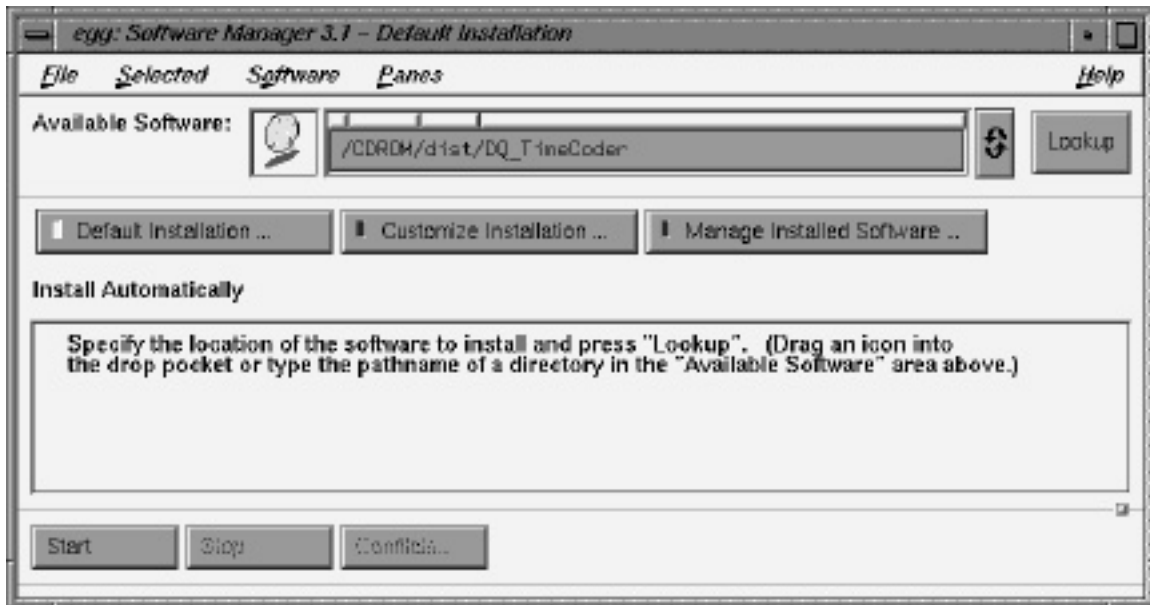 egg: Software Manager 3.1 – Default Installation
File Selected Software Panes Help
Available Software:
/CDROM/dist/DQ_TimeCoder
Lookup
Default Installation ... Customize Installation ... Manage Installed Software ..
Install Automatically
Specify the location of the software to install and press "Lookup". (Drag an icon into
the drop pocket or type the pathname of a directory in the "Available Software" area above.)
Start Stop Conflicts...